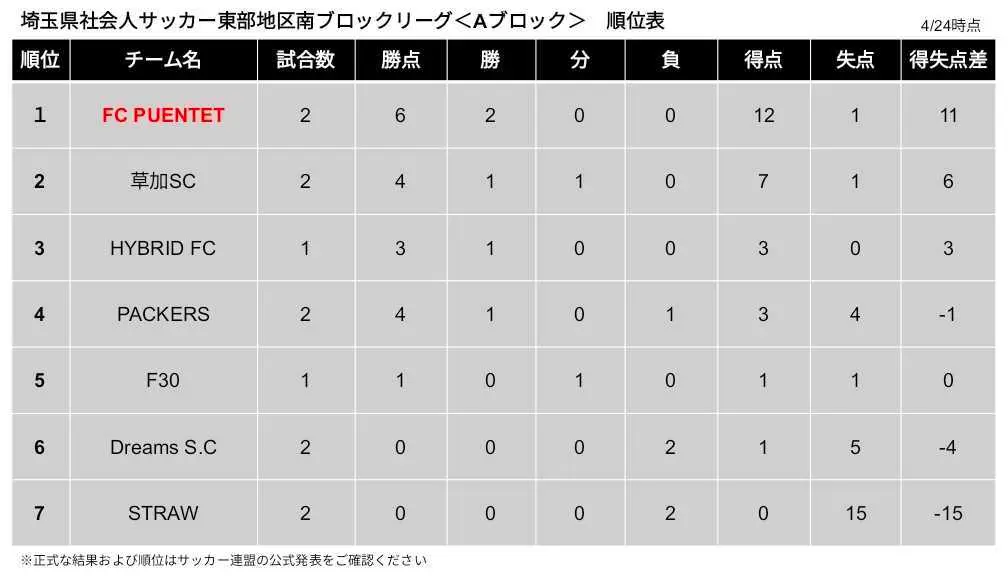 埼玉県社会人サッカー東部地区南ブロックリーグ＜Aブロック＞　順位表
4/24時点
順位 チーム名 試合数 勝点 勝 分 負 得点 失点 得失点差
1 FC PUENTET 2 6 2 0 0 12 1 11
2 草加SC 2 4 1 1 0 7 1 6
3 HYBRID FC 1 3 1 0 0 3 0 3
4 PACKERS 2 4 1 0 1 3 4 -1
5 F30 1 1 0 1 0 1 1 0
6 Dreams S.C 2 0 0 0 2 1 5 -4
7 STRAW 2 0 0 0 2 0 15 -15
※正式な結果および順位はサッカー連盟の公式発表をご確認ください